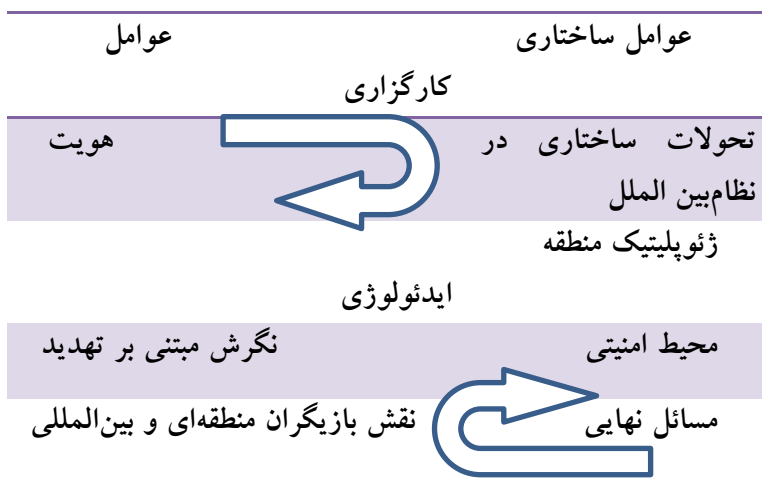 عوامل ساختاری عوامل
کارگزاری
تحولات ساختاری در هویت
نظام‌بین الملل
ژئوپلیتیک منطقه
ایدئولوژی
محیط امنیتی نگرش مبتنی بر تهدید
مسائل نهایی نقش بازیگران منطقه‌ای و بین‌المللی